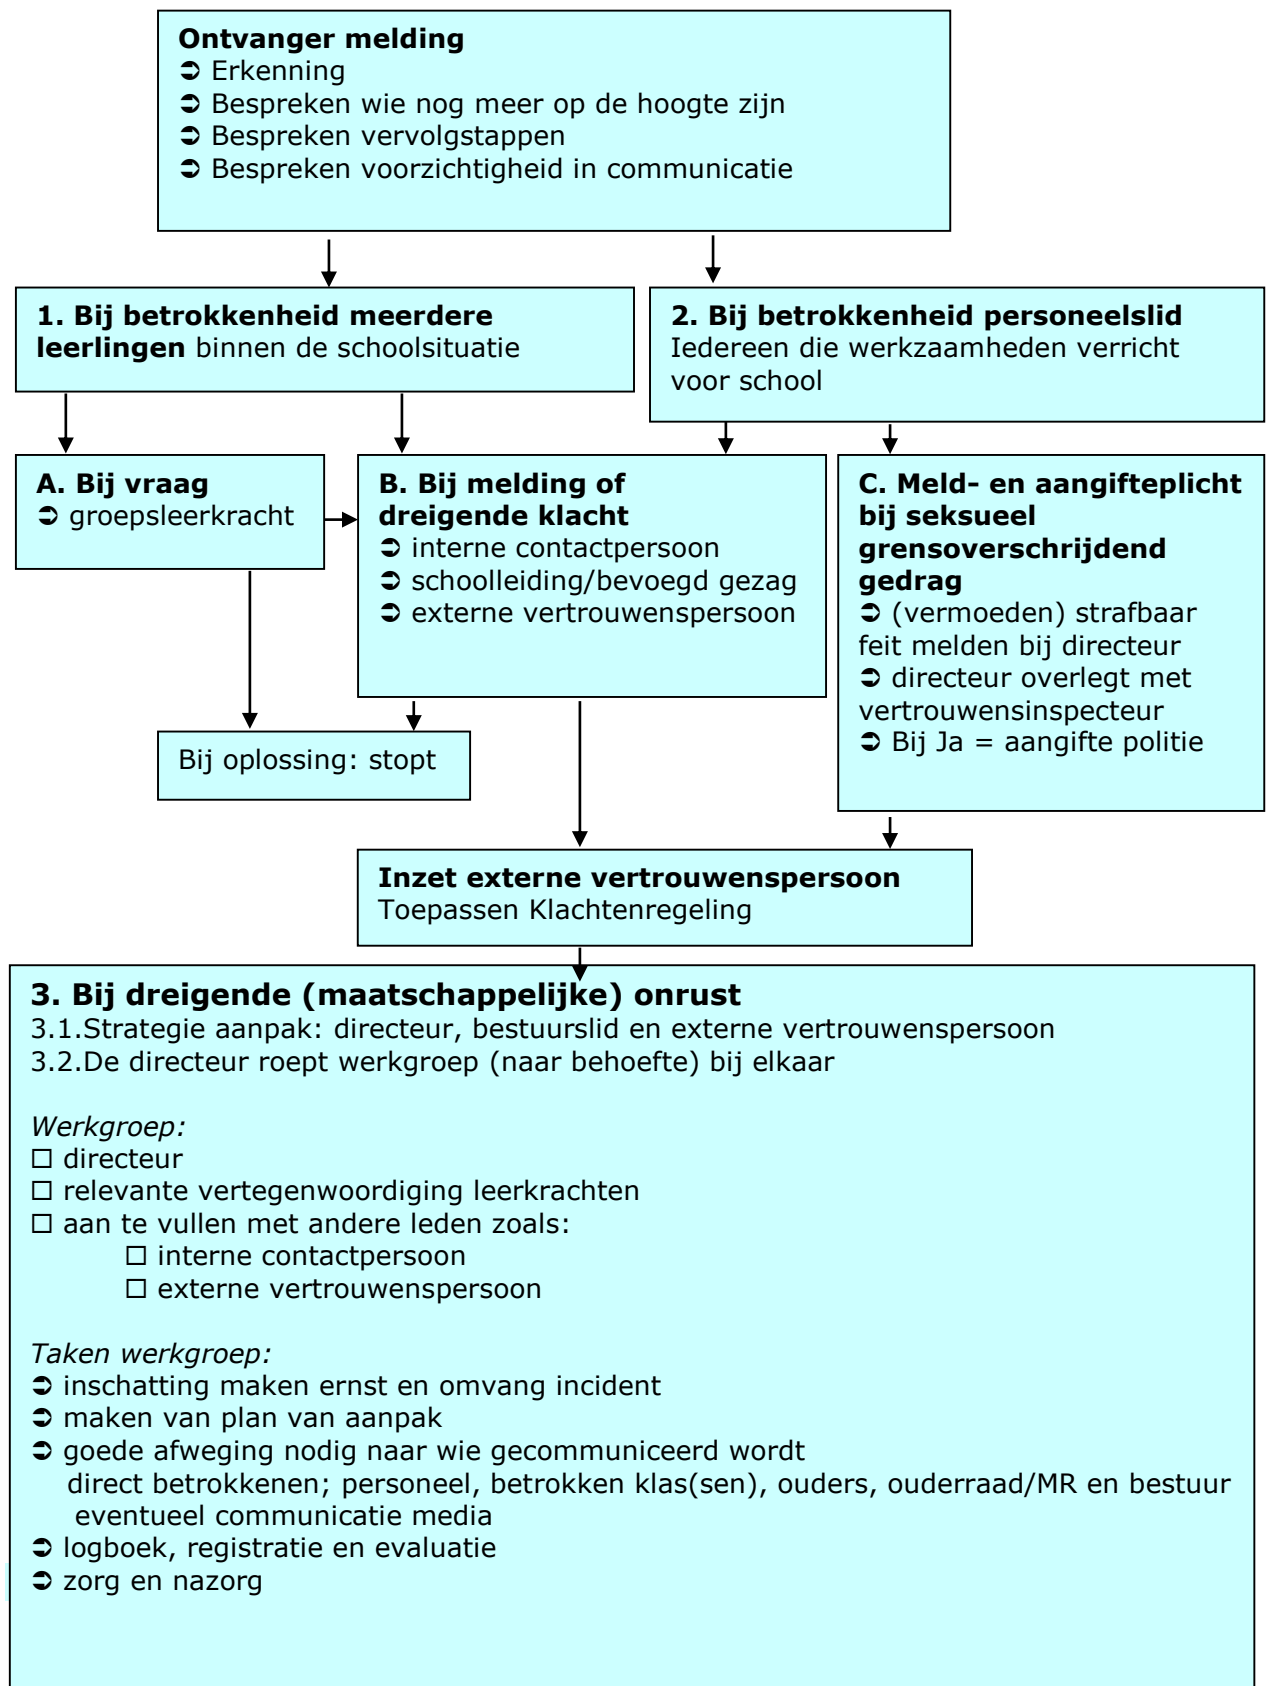 Ontvanger melding
➲ Erkenning
➲ Bespreken wie nog meer op de hoogte zijn
➲ Bespreken vervolgstappen
➲ Bespreken voorzichtigheid in communicatie
1. Bij betrokkenheid meerdere
leerlingen binnen de schoolsituatie
2. Bij betrokkenheid personeelslid
Iedereen die werkzaamheden verricht
voor school
A. Bij vraag
➲ groepsleerkracht
B. Bij melding of
dreigende klacht
➲ interne contactpersoon
➲ schoolleiding/bevoegd gezag
➲ externe vertrouwenspersoon
C. Meld- en aangifteplicht
bij seksueel
grensoverschrijdend
gedrag
➲ (vermoeden) strafbaar
feit melden bij directeur
➲ directeur overlegt met
vertrouwensinspecteur
➲ Bij Ja = aangifte politie
Bij oplossing: stopt
Inzet externe vertrouwenspersoon
Toepassen Klachtenregeling
3. Bij dreigende (maatschappelijke) onrust
3.1.Strategie aanpak: directeur, bestuurslid en externe vertrouwenspersoon
3.2.De directeur roept werkgroep (naar behoefte) bij elkaar
Werkgroep:
☐ directeur
☐ relevante vertegenwoordiging leerkrachten
☐ aan te vullen met andere leden zoals:
☐ interne contactpersoon
☐ externe vertrouwenspersoon
Taken werkgroep:
➲ inschatting maken ernst en omvang incident
➲ maken van plan van aanpak
➲ goede afweging nodig naar wie gecommuniceerd wordt
direct betrokkenen; personeel, betrokken klas(sen), ouders, ouderraad/MR en bestuur
eventueel communicatie media
➲ logboek, registratie en evaluatie
➲ zorg en nazorg